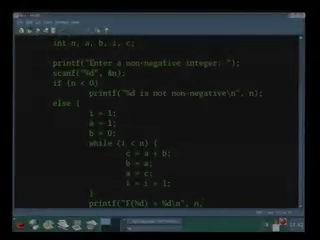 int n, a, b, i, c;
printf("Enter a non-negative integer: ");
scanf("%d", &n);
if (n < 0)
printf("%d is not non-negative\n", n);
else {
i = 1;
a = 1;
b = 0;
while (i < n) {
c = a + b;
b = a;
a = c;
i = i + 1;
}
printf("F(%d) = %d\n", n,